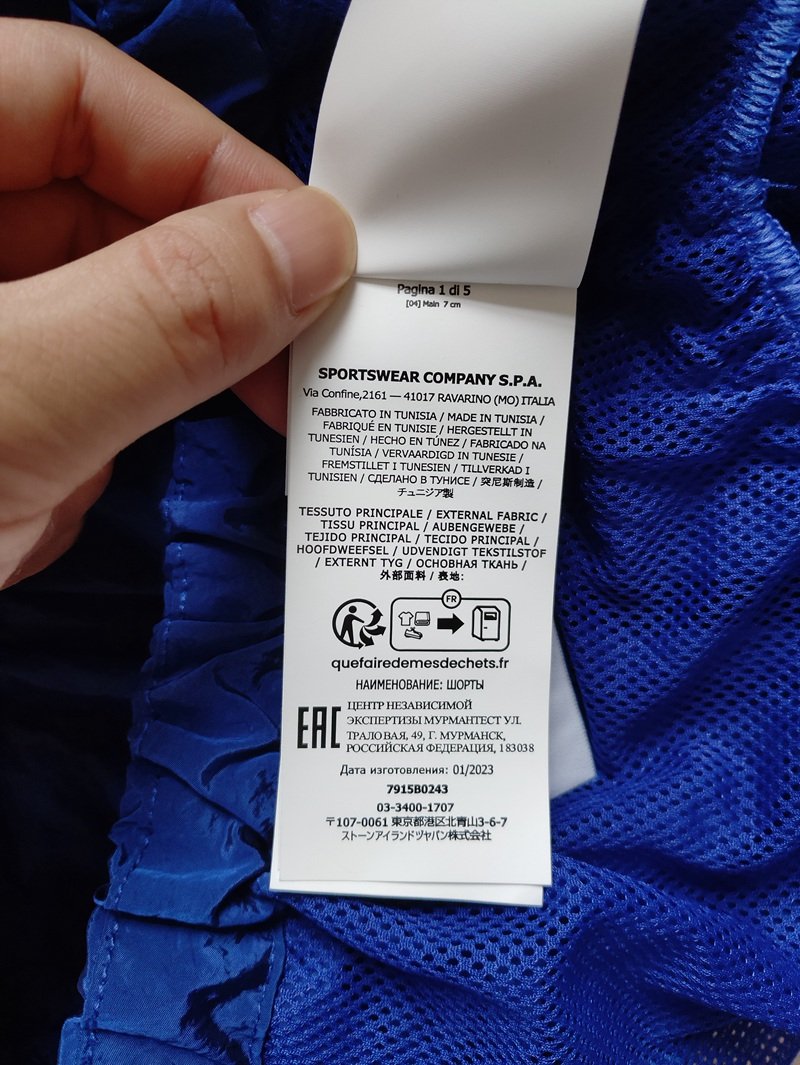 Pagina 1 di 5
[04] Main 7 cm
SPORTSWEAR COMPANY S.P.A.
Via Confine,2161 — 41017 RAVARINO (MO) ITALIA
FABBRICATO IN TUNISIA / MADE IN TUNISIA /
FABRIQUÉ EN TUNISIE / HERGESTELLT IN
TUNESIEN / HECHO EN TÚNEZ / FABRICADO NA
TUNÍSIA / VERVAARDIGD IN TUNESIE /
FREMSTILLET I TUNESIEN / TILLVERKAD I
TUNISIEN / СДЕЛАНО В ТУНИСЕ / 突尼斯制造 /
チュニジア製
TESSUTO PRINCIPALE / EXTERNAL FABRIC /
TISSU PRINCIPAL / AUBENGEWEBE /
TEJIDO PRINCIPAL / TECIDO PRINCIPAL /
HOOFDWEEFSEL / UDVENDIGT TEKSTILSTOF
/ EXTERNT TYG / ОСНОВНАЯ ТКАНЬ /
外部面料 / 表地:
FR
quefairedemesdechets.fr
НАИМЕНОВАНИЕ: ШОРТЫ
EAC
ЦЕНТР НЕЗАВИСИМОЙ
ЭКСПЕРТИЗЫ МУРМАНТЕСТ УЛ.
ТРАЛОВАЯ, 49, Г. МУРМАНСК,
РОССИЙСКАЯ ФЕДЕРАЦИЯ, 183038
Дата изготовления: 01/2023
7915B0243
03-3400-1707
〒107-0061 東京都港区北青山3-6-7
ストーンアイランドヅャパン株式会社